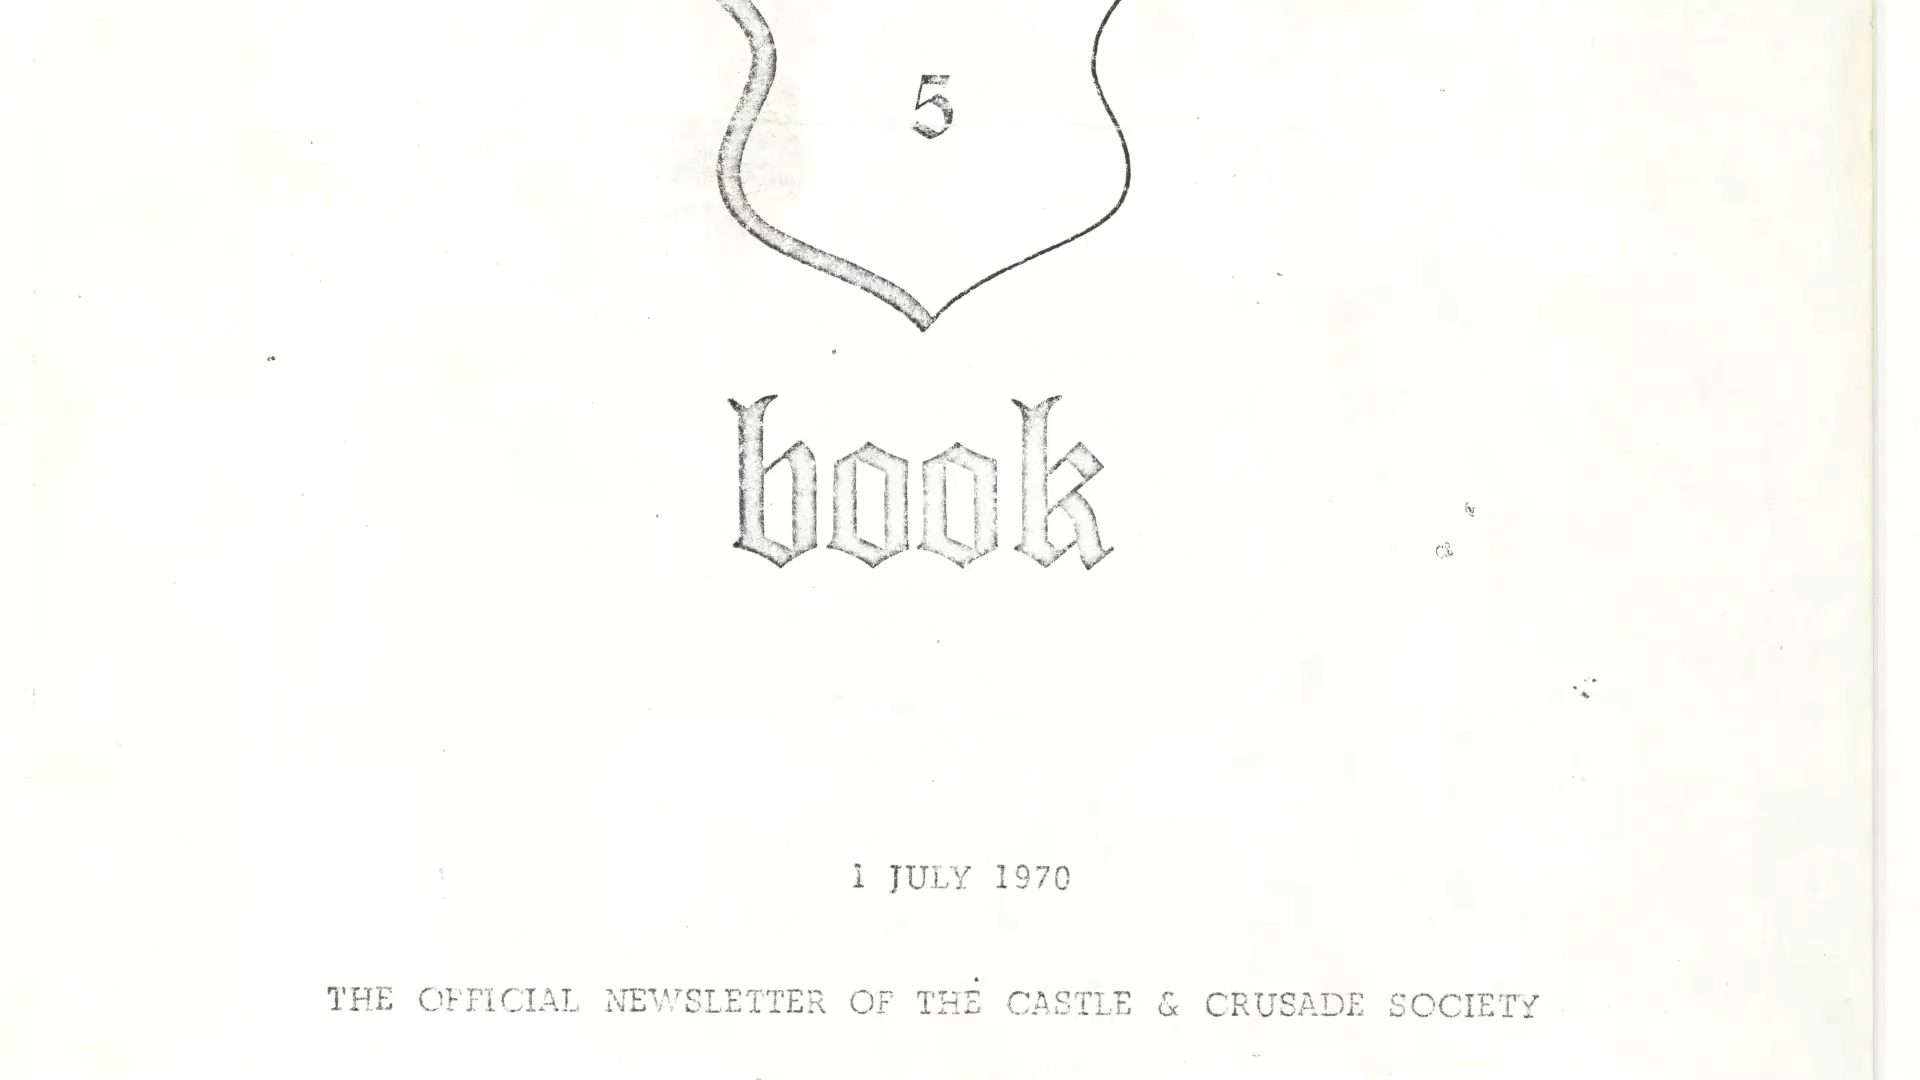 5
book
1 JULY 1970
THE OFFICIAL NEWSLETTER OF THE CASTLE & CRUSADE SOCIETY